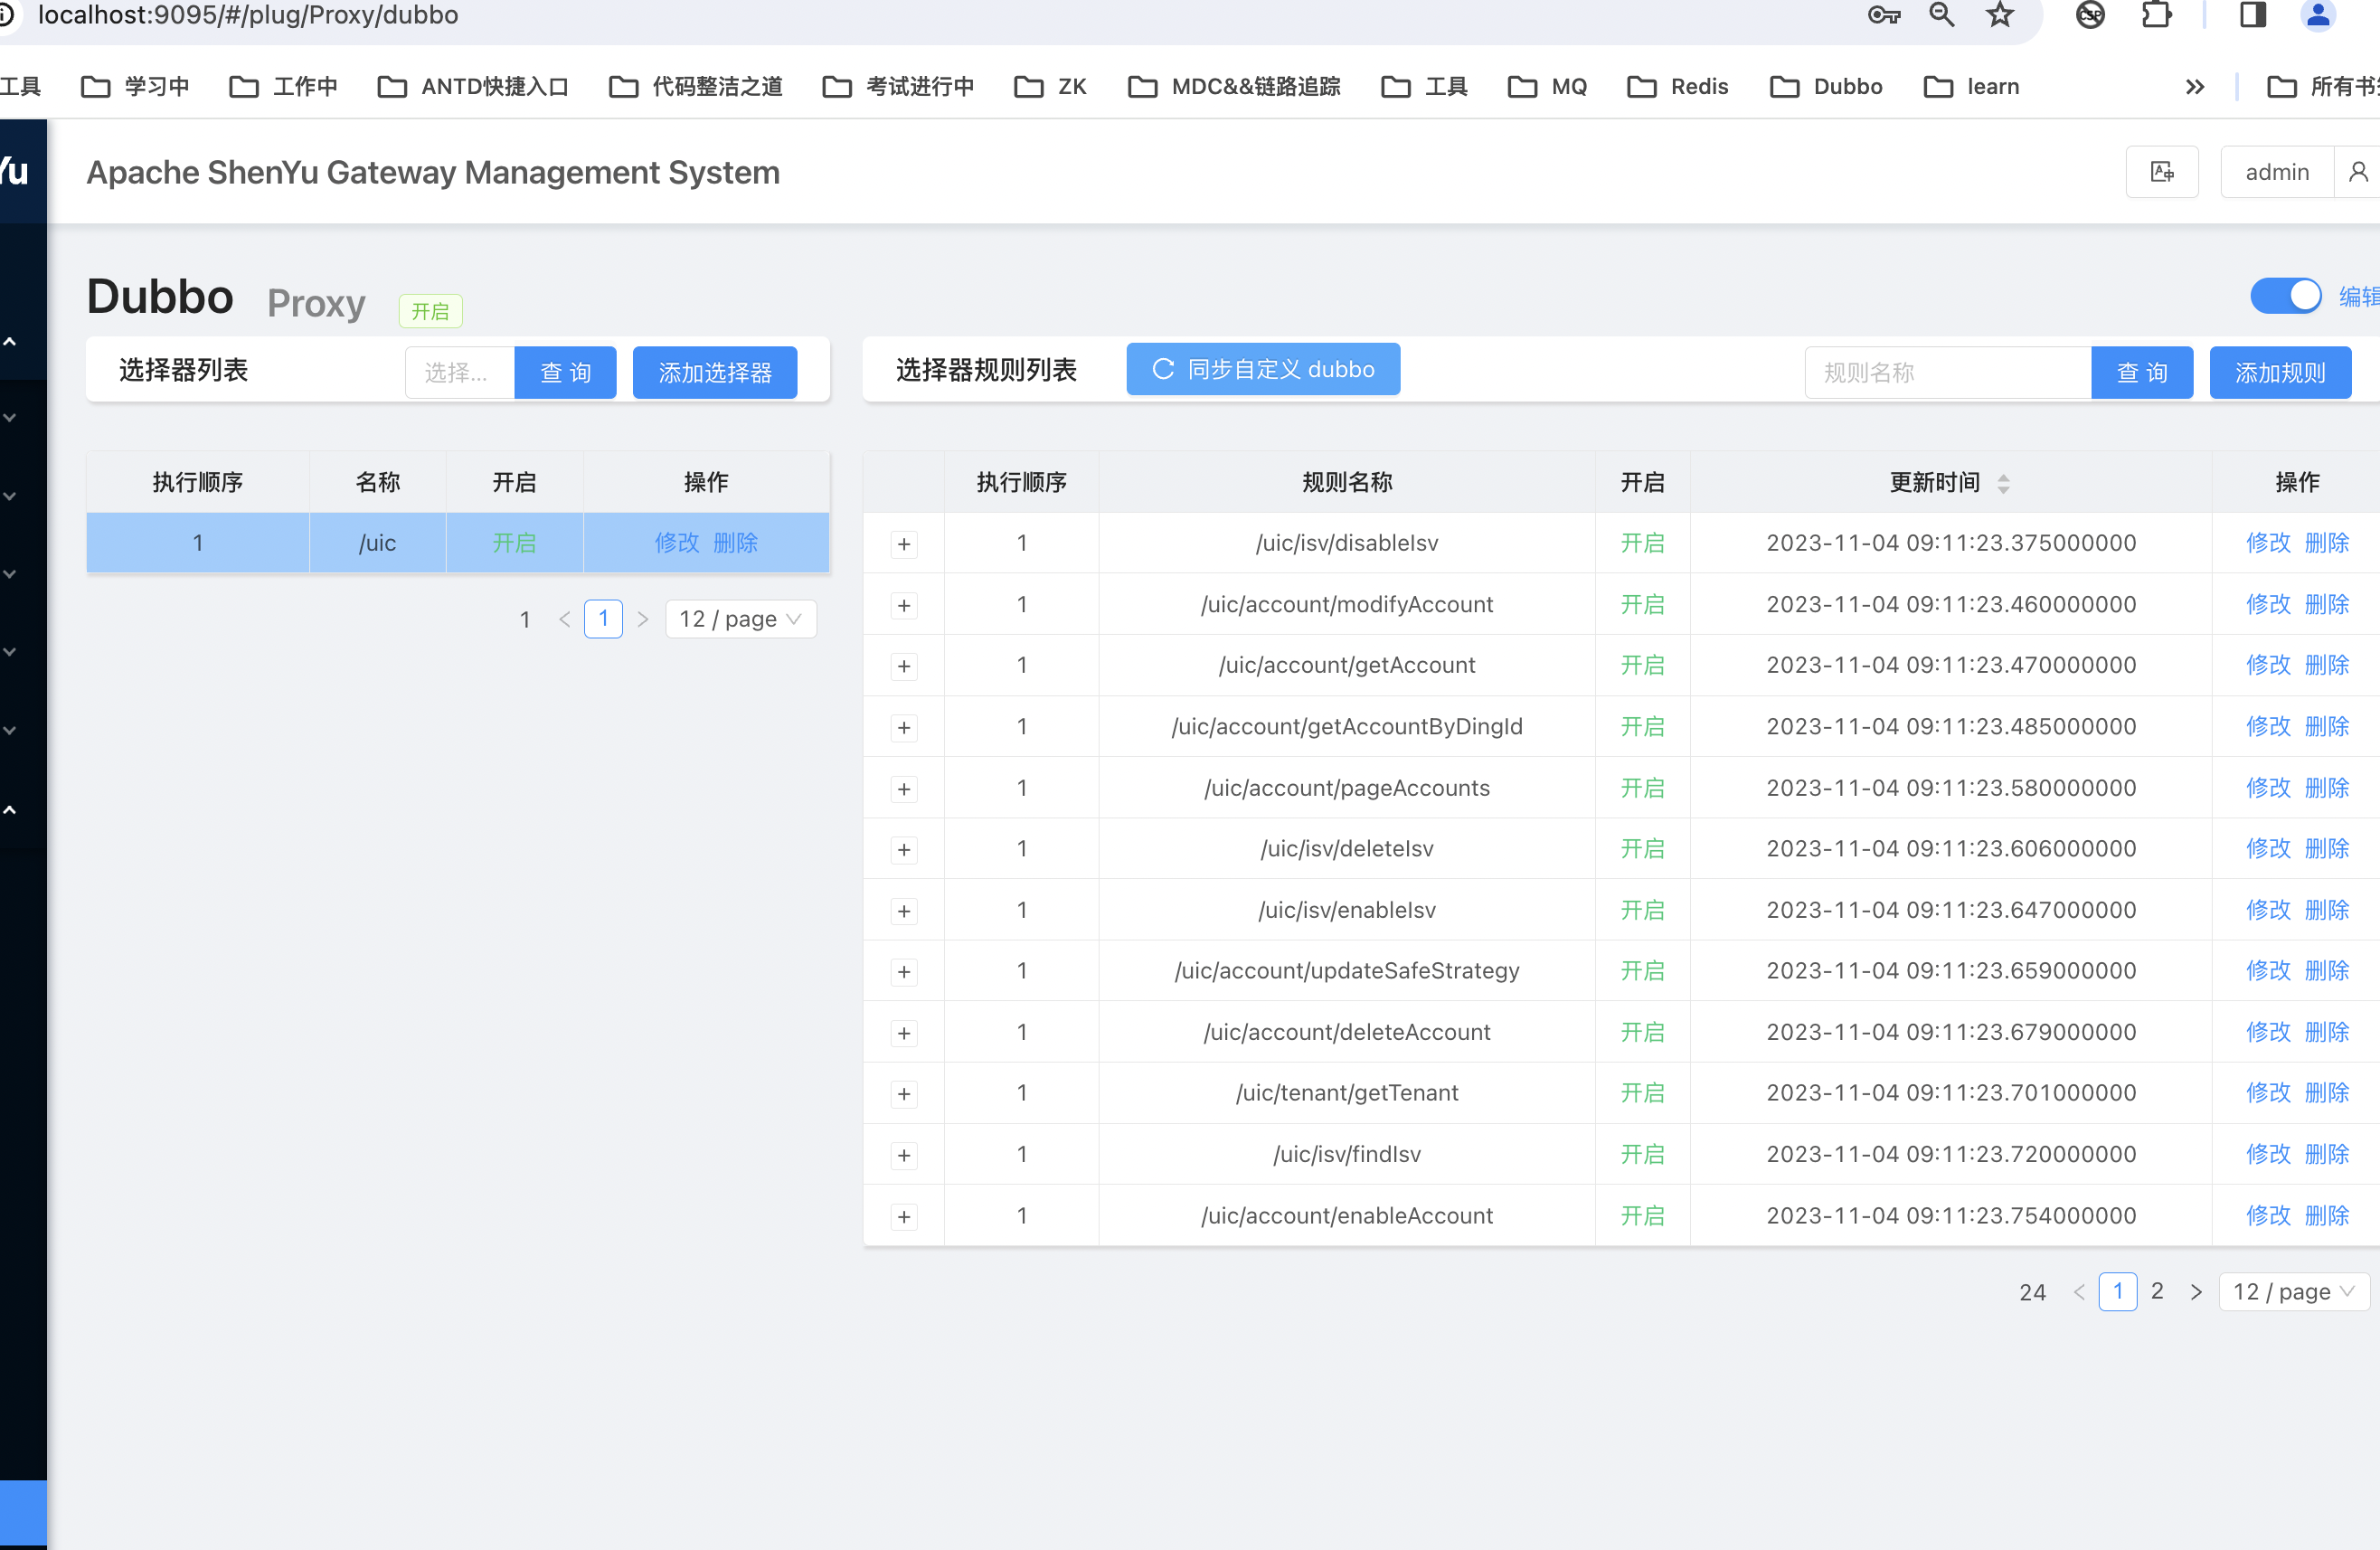 localhost:9095/#/plug/Proxy/dubbo
工具 学习中 工作中 ANTD快捷入口 代码整洁之道 考试进行中 ZK MDC&&链路追踪 工具 MQ Redis Dubbo learn 所有书
Yu Apache ShenYu Gateway Management System admin
Dubbo Proxy 开启 编辑
选择器列表 选择... 查 询 添加选择器 选择器规则列表 同步自定义 dubbo 规则名称 查 询 添加规则
执行顺序 名称 开启 操作 执行顺序 规则名称 开启 更新时间 操作
1 /uic 开启 修改 删除 + 1 /uic/isv/disableIsv 开启 2023-11-04 09:11:23.375000000 修改 删除
+ 1 /uic/account/modifyAccount 开启 2023-11-04 09:11:23.460000000 修改 删除
1 < 1 > 12 / page
+ 1 /uic/account/getAccount 开启 2023-11-04 09:11:23.470000000 修改 删除
+ 1 /uic/account/getAccountByDingId 开启 2023-11-04 09:11:23.485000000 修改 删除
+ 1 /uic/account/pageAccounts 开启 2023-11-04 09:11:23.580000000 修改 删除
+ 1 /uic/isv/deleteIsv 开启 2023-11-04 09:11:23.606000000 修改 删除
+ 1 /uic/isv/enableIsv 开启 2023-11-04 09:11:23.647000000 修改 删除
+ 1 /uic/account/updateSafeStrategy 开启 2023-11-04 09:11:23.659000000 修改 删除
+ 1 /uic/account/deleteAccount 开启 2023-11-04 09:11:23.679000000 修改 删除
+ 1 /uic/tenant/getTenant 开启 2023-11-04 09:11:23.701000000 修改 删除
+ 1 /uic/isv/findIsv 开启 2023-11-04 09:11:23.720000000 修改 删除
+ 1 /uic/account/enableAccount 开启 2023-11-04 09:11:23.754000000 修改 删除
24 < 1 2 > 12 / page